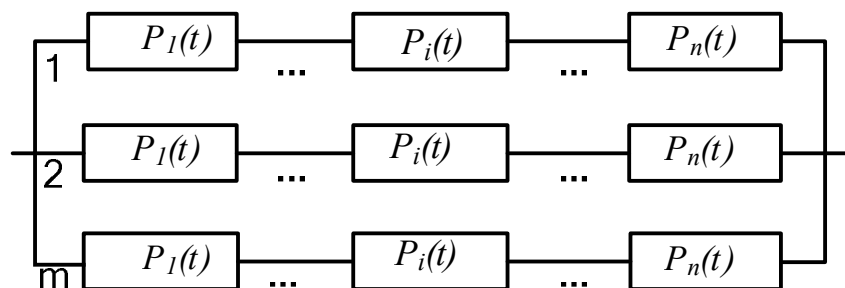 P1(t) Pi(t) Pn(t)
1 ... ...
P1(t) Pi(t) Pn(t)
2 ... ...
P1(t) Pi(t) Pn(t)
m ... ...